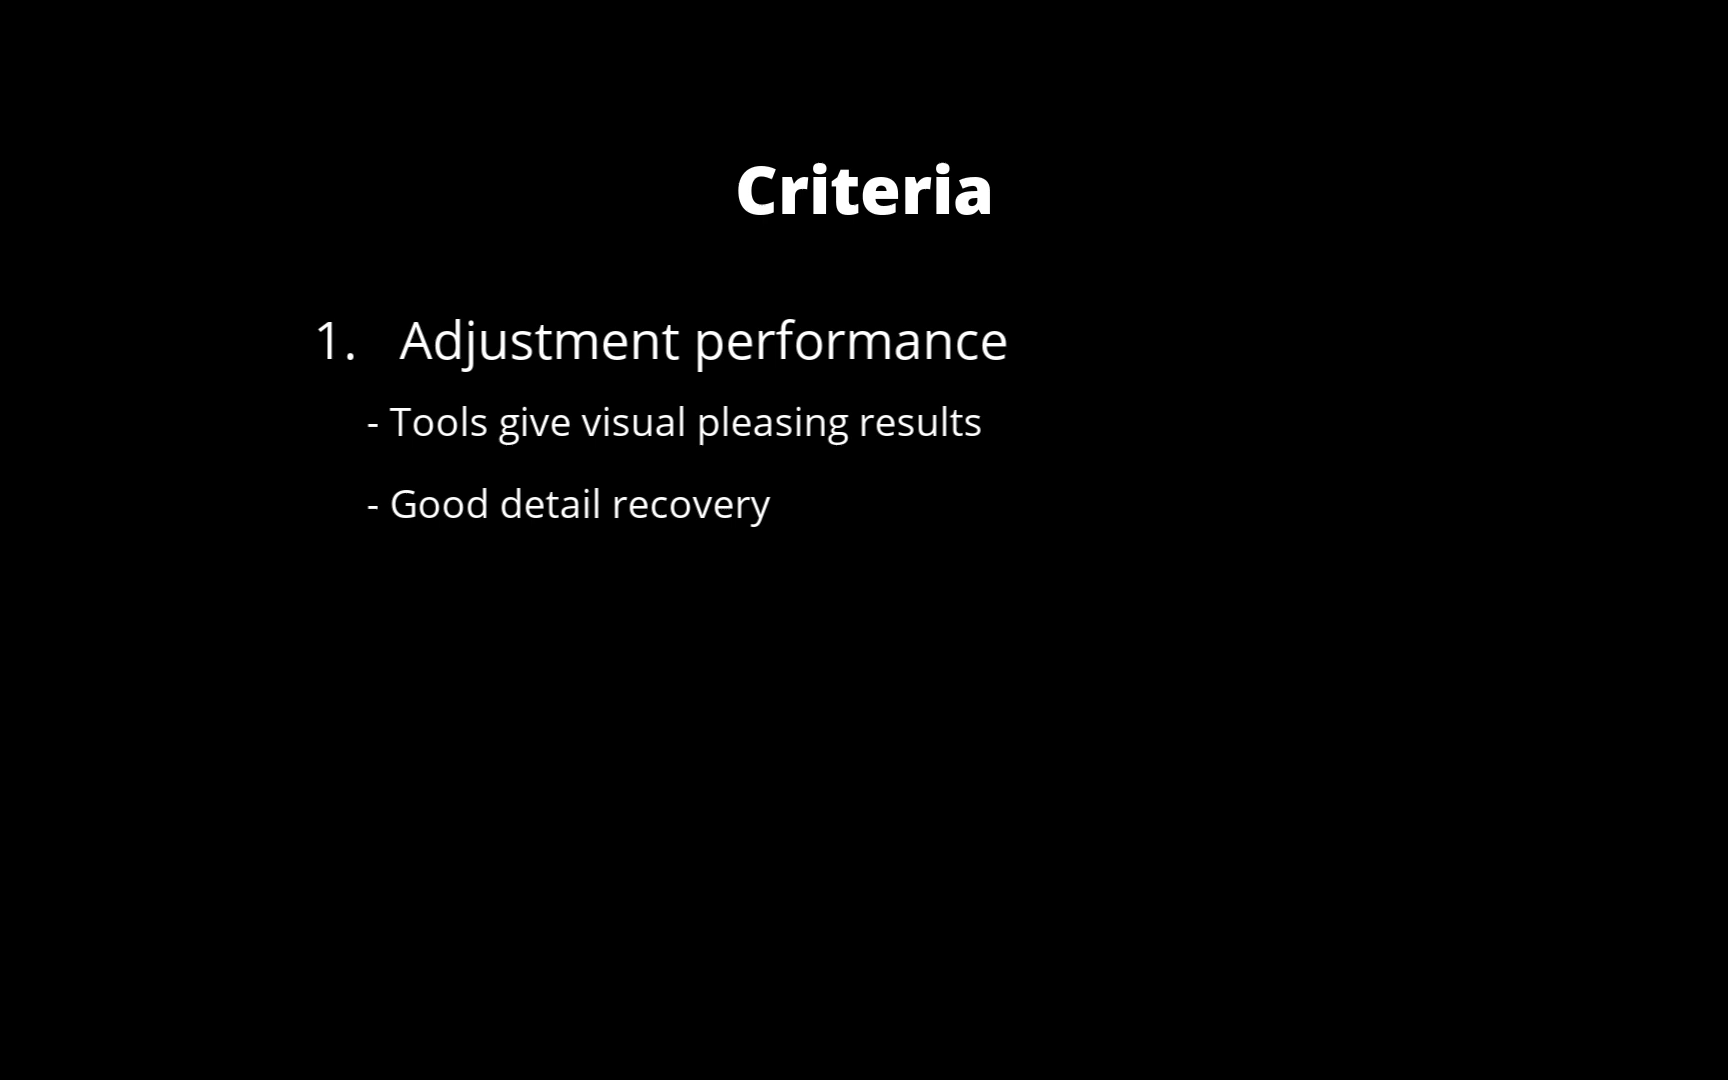 Criteria
1. Adjustment performance
- Tools give visual pleasing results
- Good detail recovery